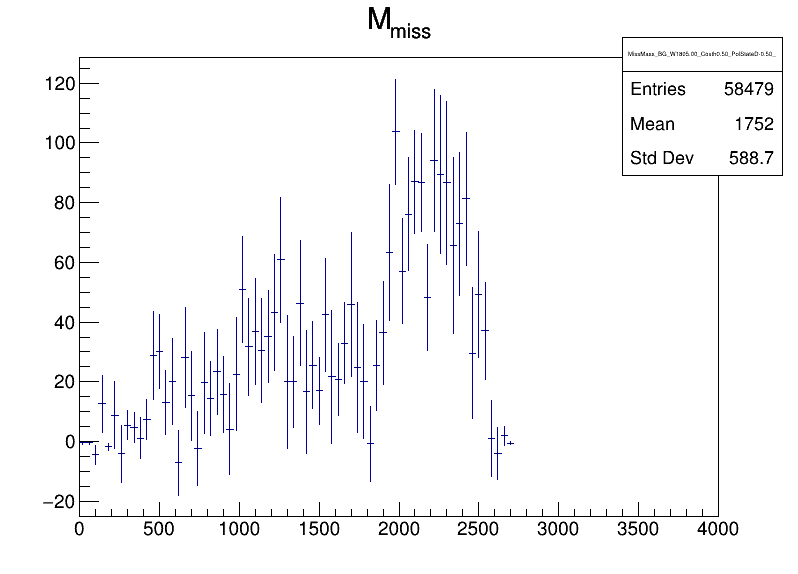 M_miss
MissMass_BG_W1805.00_Costh0.50_PolStateD-0.50_
Entries 58479
Mean 1752
Std Dev 588.7
120
100
80
60
40
20
0
−20
0 500 1000 1500 2000 2500 3000 3500 4000